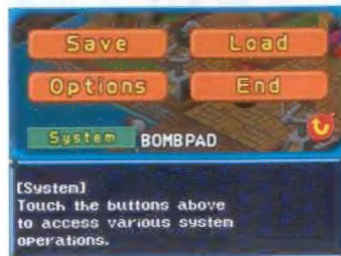 Save Load
Options End
System BOMBPAD
[System]
Touch the buttons above
to access various system
operations.